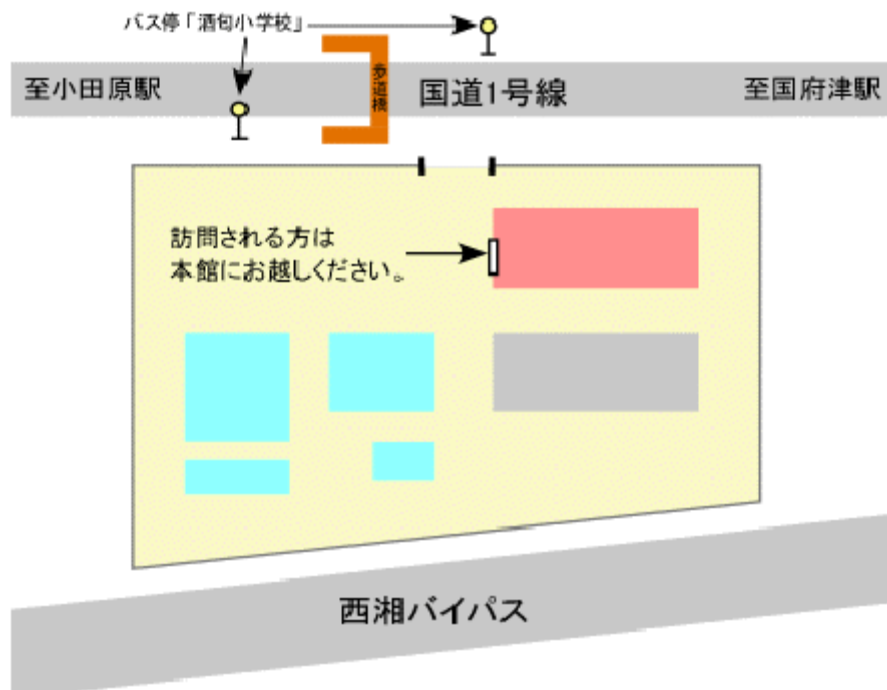 バス停「酒匂小学校」
至小田原駅
歩道橋
国道1号線
至国府津駅
訪問される方は
本館にお越しください。
西湘バイパス